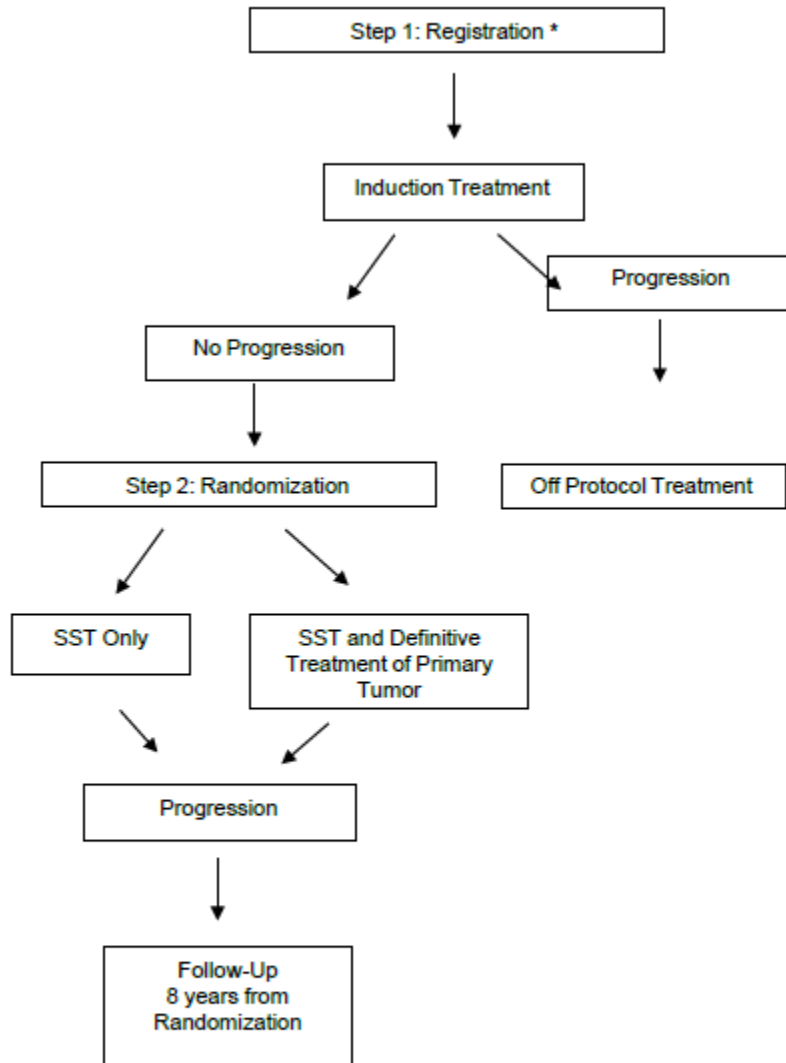 Step 1: Registration *
Induction Treatment
Progression
No Progression
Step 2: Randomization
Off Protocol Treatment
SST Only
SST and Definitive
Treatment of Primary
Tumor
Progression
Follow-Up
8 years from
Randomization